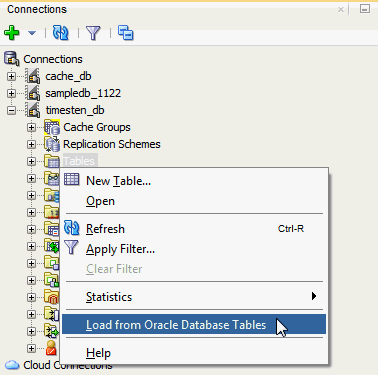 Connections
Connections
cache_db
sampledb_1122
timesten_db
Cache Groups
Replication Schemes
Tables
New Table...
Open
Refresh Ctrl-R
Apply Filter...
Clear Filter
Statistics
Load from Oracle Database Tables
Help
Cloud Connections